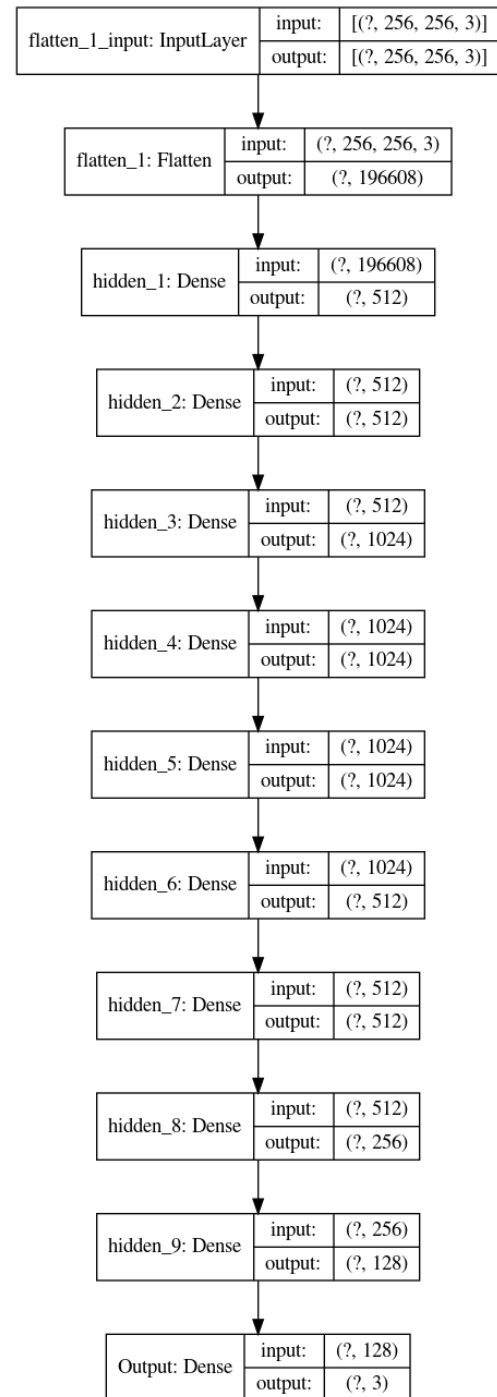 flatten_1_input: InputLayer
input: [(?, 256, 256, 3)]
output: [(?, 256, 256, 3)]
flatten_1: Flatten
input: (?, 256, 256, 3)
output: (?, 196608)
hidden_1: Dense
input: (?, 196608)
output: (?, 512)
hidden_2: Dense
input: (?, 512)
output: (?, 512)
hidden_3: Dense
input: (?, 512)
output: (?, 1024)
hidden_4: Dense
input: (?, 1024)
output: (?, 1024)
hidden_5: Dense
input: (?, 1024)
output: (?, 1024)
hidden_6: Dense
input: (?, 1024)
output: (?, 512)
hidden_7: Dense
input: (?, 512)
output: (?, 512)
hidden_8: Dense
input: (?, 512)
output: (?, 256)
hidden_9: Dense
input: (?, 256)
output: (?, 128)
Output: Dense
input: (?, 128)
output: (?, 3)